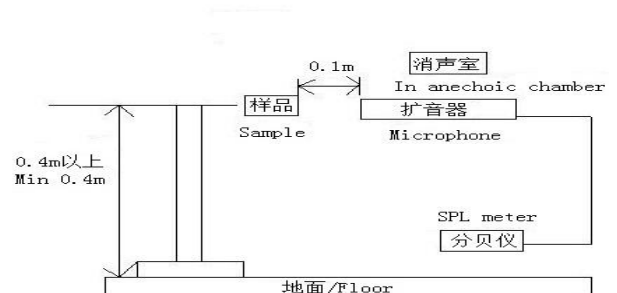 0.1m
消声室
In anechoic chamber
样品
扩音器
Sample
Microphone
0.4m以上
Min 0.4m
SPL meter
分贝仪
地面/Floor